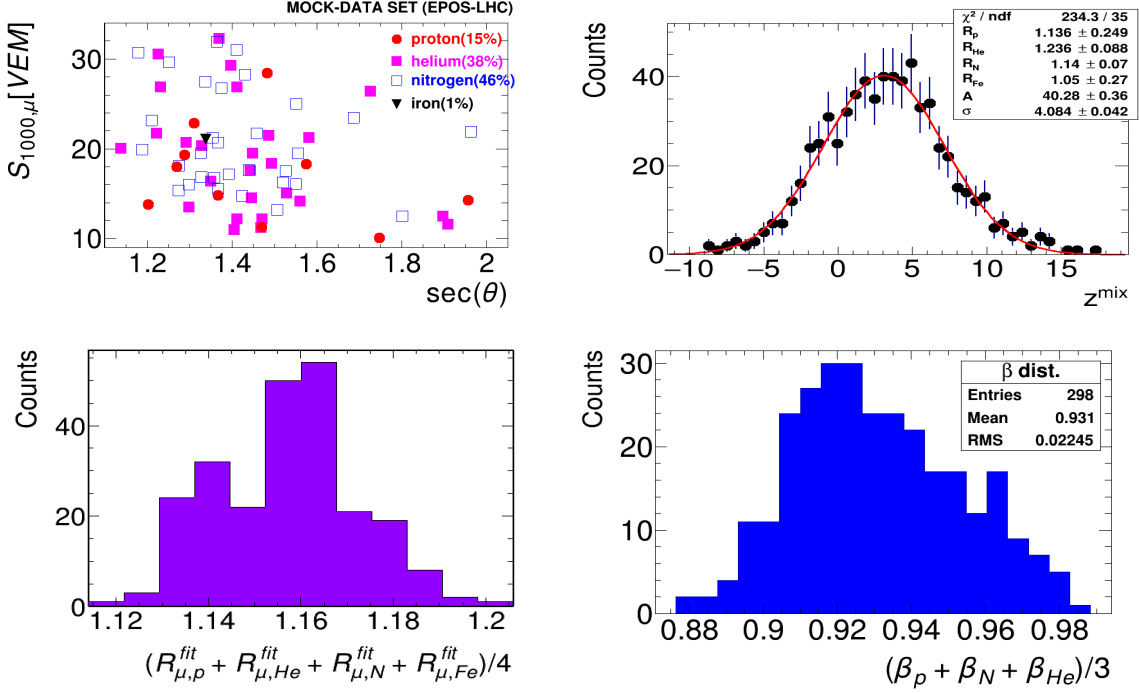 MOCK-DATA SET (EPOS-LHC)
S1000,μ[VEM]
30
20
10
proton(15%)
helium(38%)
nitrogen(46%)
iron(1%)
1.2 1.4 1.6 1.8 2
sec(θ)
Counts
40
20
0
χ² / ndf 234.3 / 35
Rp 1.136 ± 0.249
RHe 1.236 ± 0.088
RN 1.14 ± 0.07
RFe 1.05 ± 0.27
A 40.28 ± 0.36
σ 4.084 ± 0.042
−10 −5 0 5 10 15
z^mix
Counts
40
20
0
1.12 1.14 1.16 1.18 1.2
(R^fit_μ,p + R^fit_μ,He + R^fit_μ,N + R^fit_μ,Fe)/4
Counts
30
20
10
0
β dist.
Entries 298
Mean 0.931
RMS 0.02245
0.88 0.9 0.92 0.94 0.96 0.98
(βp + βN + βHe)/3